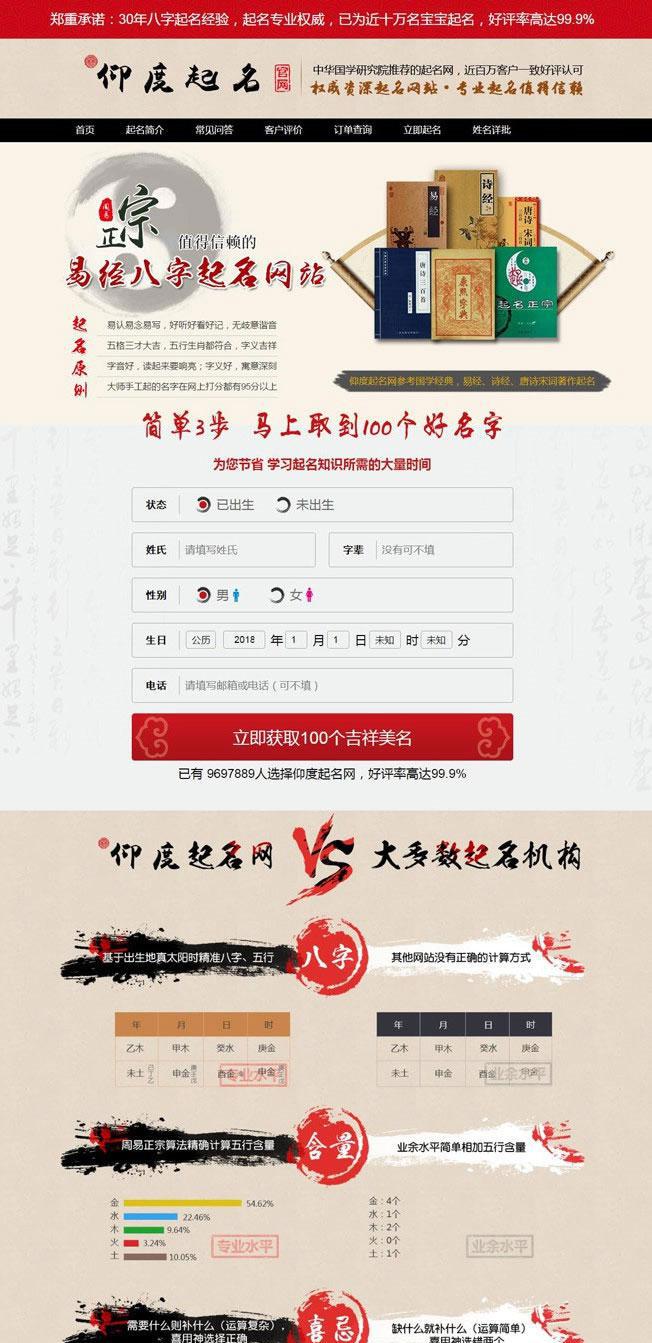 郑重承诺：30年八字起名经验，起名专业权威，已为近十万名宝宝起名，好评率高达99.9%
仰度起名 官网
中华国学研究院推荐的起名网，近百万客户一致好评认可
权威资深起名网站·专业起名值得信赖
首页 起名简介 常见问答 客户评价 订单查询 立即起名 姓名详批
正宗
值得信赖的
易经八字起名网站
易经
诗经
唐诗 宋词
唐诗三百首
康熙字典
起名正宗
起名原则
易认易念易写，好听好看好记，无歧意谐音
五格三才大吉，五行生肖都符合，字义吉祥
字音好，读起来要响亮；字义好，寓意深刻
大师手工起的名字在网上打分都有95分以上
仰度起名网参考国学经典，易经、诗经、唐诗宋词著作起名
简单3步 马上取到100个好名字
为您节省 学习起名知识所需的大量时间
状态 已出生 未出生
姓氏 请填写姓氏 字辈 没有可不填
性别 男 女
生日 公历 2018 年 1 月 1 日 未知 时 未知 分
电话 请填写邮箱或电话（可不填）
立即获取100个吉祥美名
已有 9697889人选择仰度起名网，好评率高达99.9%
仰度起名网 VS 大多数起名机构
基于出生地真太阳时精准八字、五行 八字 其他网站没有正确的计算方式
年 月 日 时 年 月 日 时
乙木 甲木 癸水 庚金 乙木 甲木 癸水 庚金
未土 申金 酉金 申金 未土 申金 酉金 申金
专业水平 业余水平
周易正宗算法精确计算五行含量 含量 业余水平简单相加五行含量
金 54.62% 金：4个
水 22.46% 水：1个
木 9.64% 木：2个
火 3.24% 火：0个
土 10.05% 土：1个
专业水平 业余水平
需要什么则补什么（运算复杂）， 喜忌 缺什么就补什么（运算简单）
喜用神选择正确 喜用神选错两个